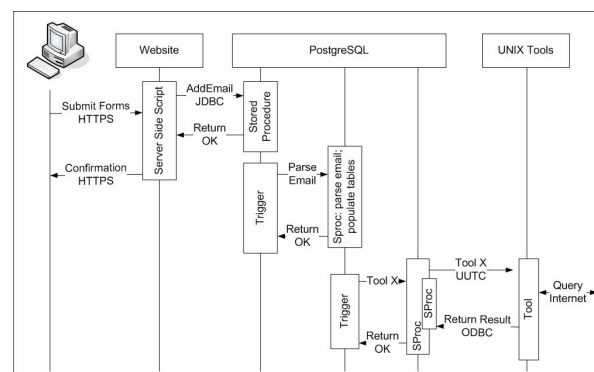 Website
PostgreSQL
UNIX Tools
Submit Forms
HTTPS
Server Side Script
AddEmail
JDBC
Stored
Procedure
Return
OK
Confirmation
HTTPS
Parse
Email
Trigger
Sproc: parse email;
populate tables
Return
OK
Tool X
Trigger
SProc
SProc
Tool X
UUTC
Tool
Query
Internet
Return Result
ODBC
Return
OK